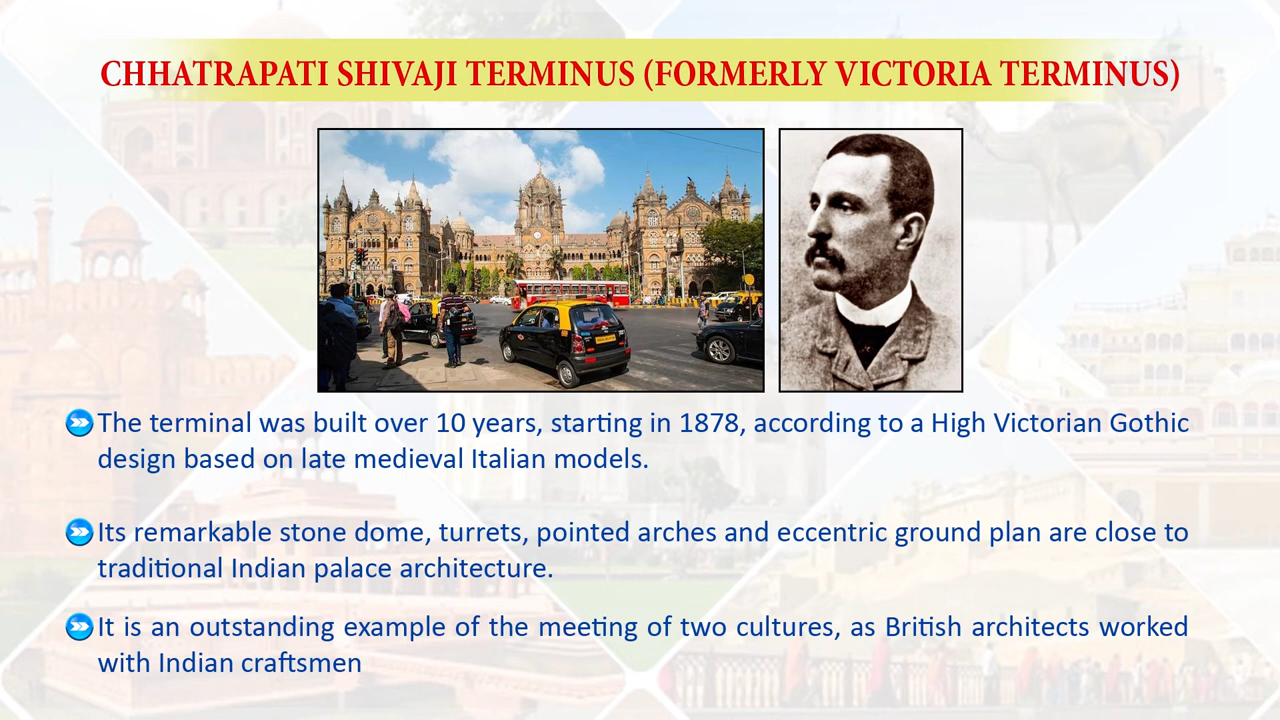 CHHATRAPATI SHIVAJI TERMINUS (FORMERLY VICTORIA TERMINUS)
The terminal was built over 10 years, starting in 1878, according to a High Victorian Gothic
design based on late medieval Italian models.
Its remarkable stone dome, turrets, pointed arches and eccentric ground plan are close to
traditional Indian palace architecture.
It is an outstanding example of the meeting of two cultures, as British architects worked
with Indian craftsmen